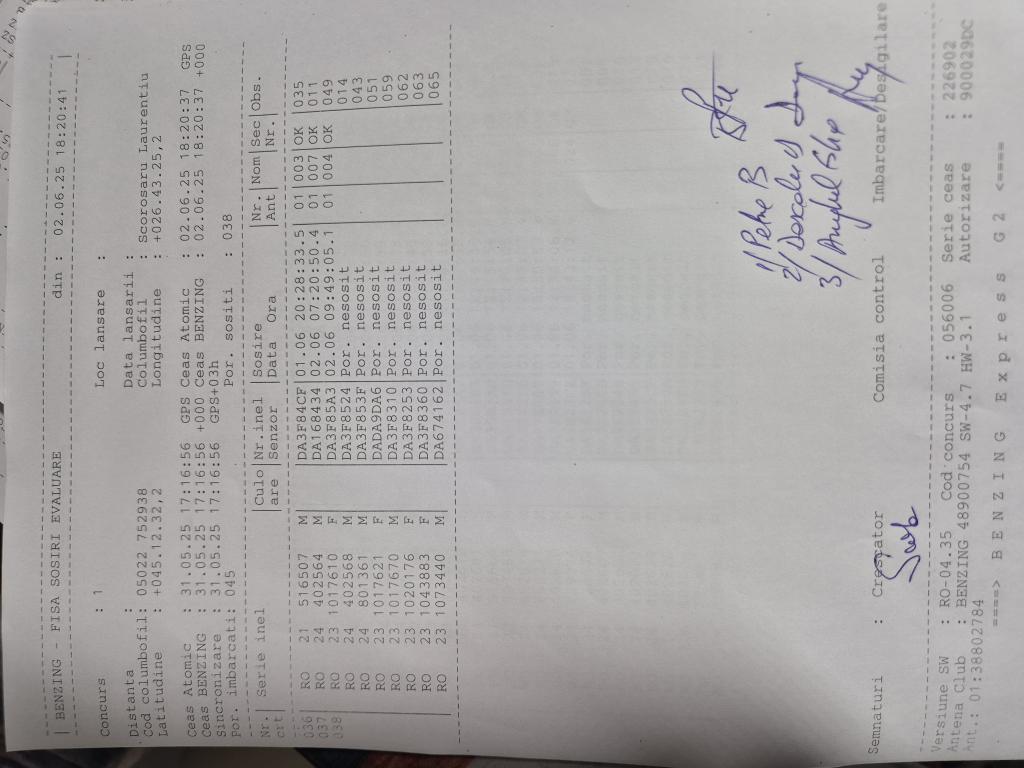 | BENZING - FISA SOSIRI EVALUARE din : 02.06.25 18:20:41 |
Concurs : 1 Loc lansare :
Distanta : Data lansarii :
Cod columbofil: 05022 752938 Columbofil : Scorosaru Laurentiu
Latitudine : +045.12.32,2 Longitudine : +026.43.25,2
Ceas Atomic : 31.05.25 17:16:56 GPS Ceas Atomic : 02.06.25 18:20:37 GPS
Ceas BENZING : 31.05.25 17:16:56 +000 Ceas BENZING : 02.06.25 18:20:37 +000
Sincronizare : 31.05.25 17:16:56 GPS+03h
Por. imbarcati: 045 Por. sositi : 038
Nr.| Serie inel |Culo|Nr.inel |Sosire |Nr.|Nom|Sec|Obs.
ct| |are |Senzor |Data Ora |Ant|Nr.|
036| RO 21 516507 M | |DA3F84CF|01.06 20:28:33.5| 01|003|OK |035
037| RO 24 402564 M | |DA168434|02.06 07:20:50.4| 01|007|OK |011
038| RO 23 1017610 F | |DA3F85A3|02.06 09:49:05.1| 01|004|OK |049
RO 24 402568 M | |DA3F8524|Por. nesosit | | | |014
RO 24 801361 M | |DA3F853F|Por. nesosit | | | |043
RO 23 1017621 F | |DADA9DA6|Por. nesosit | | | |051
RO 23 1017670 M | |DA3F8310|Por. nesosit | | | |059
RO 23 1020176 F | |DA3F8253|Por. nesosit | | | |062
RO 23 1043883 F | |DA3F8360|Por. nesosit | | | |063
RO 23 1073440 M | |DA674162|Por. nesosit | | | |065
1/ Petre B
2/
3/ Anghel
Semnaturi : Crescator Comisia control Imbarcare/Desigilare
Versiune SW : RO-04.35 Cod concurs : 056006 Serie ceas : 226902
Antena Club : BENZING 48900754 SW-4.7 HW-3.1 Autorizare : 900029DC
Ant.: 01:38802784
====> B E N Z I N G E x p r e s s G 2 <====